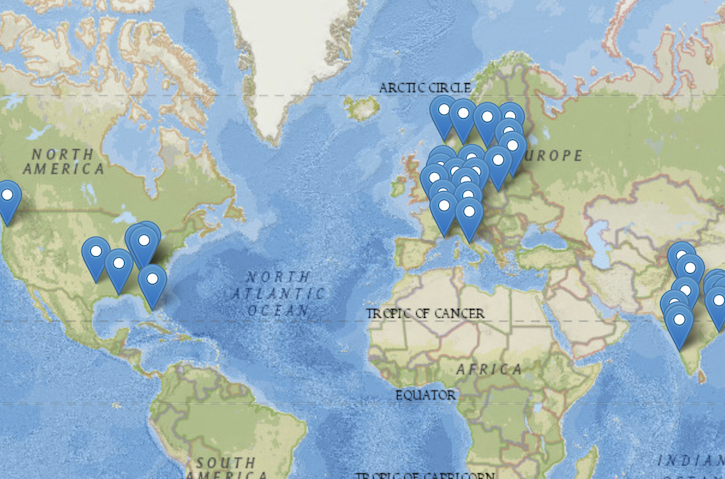 ARCTIC CIRCLE
NORTH
AMERICA
EUROPE
NORTH
ATLANTIC
OCEAN
TROPIC OF CANCER
AFRICA
EQUATOR
SOUTH
AMERICA
INDIAN
TROPIC OF CAPRICORN